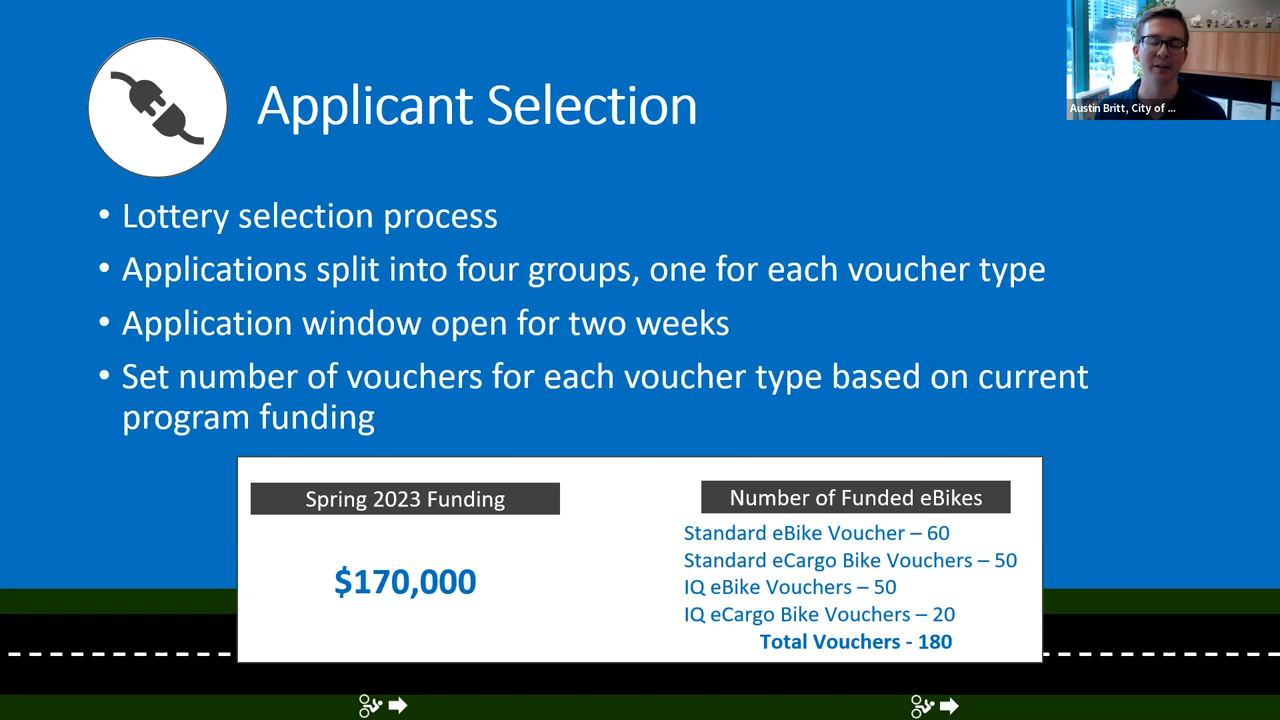 Austin Britt, City of ...
Applicant Selection
• Lottery selection process
• Applications split into four groups, one for each voucher type
• Application window open for two weeks
• Set number of vouchers for each voucher type based on current
program funding
Spring 2023 Funding
$170,000
Number of Funded eBikes
Standard eBike Voucher – 60
Standard eCargo Bike Vouchers – 50
IQ eBike Vouchers – 50
IQ eCargo Bike Vouchers – 20
Total Vouchers - 180